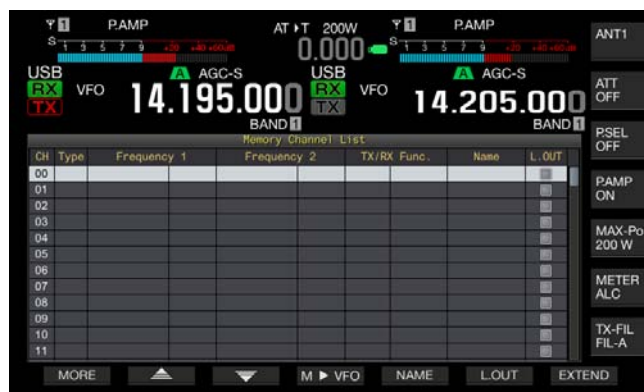 1 P.AMP AT T 200W 1 P.AMP ANT1
S 1 3 5 7 9 +20 +40 +60dB 0.000 S 1 3 5 7 9 +20 +40 +60dB
USB A AGC-S USB A AGC-S ATT
RX VFO 14.195.000 RX VFO 14.205.000 OFF
TX TX
BAND 1 BAND 1 P.SEL
Memory Channel List OFF
CH Type Frequency 1 Frequency 2 TX/RX Func. Name L.OUT
00
01 P.AMP
02 ON
03
04 MAX-Po
05 200 W
06
07 METER
08 ALC
09
10 TX-FIL
11 FIL-A
MORE M ▶ VFO NAME L.OUT EXTEND